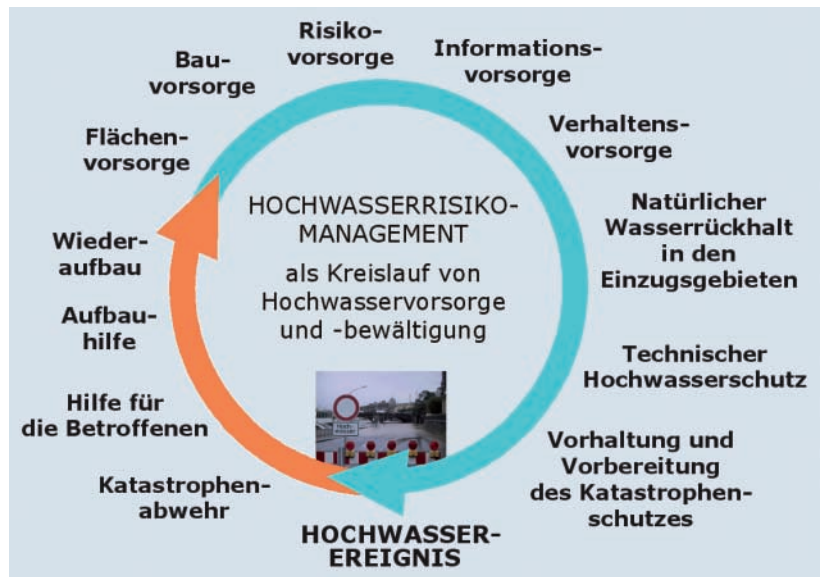 Risiko-
vorsorge
Informations-
vorsorge
Verhaltens-
vorsorge
Natürlicher
Wasserrückhalt
in den
Einzugsgebieten
Technischer
Hochwasserschutz
Vorhaltung und
Vorbereitung
des Katastrophen-
schutzes
HOCHWASSER-
EREIGNIS
Katastrophen-
abwehr
Hilfe für
die Betroffenen
Aufbau-
hilfe
Wieder-
aufbau
Flächen-
vorsorge
Bau-
vorsorge
HOCHWASSERRISIKO-
MANAGEMENT
als Kreislauf von
Hochwasservorsorge
und -bewältigung